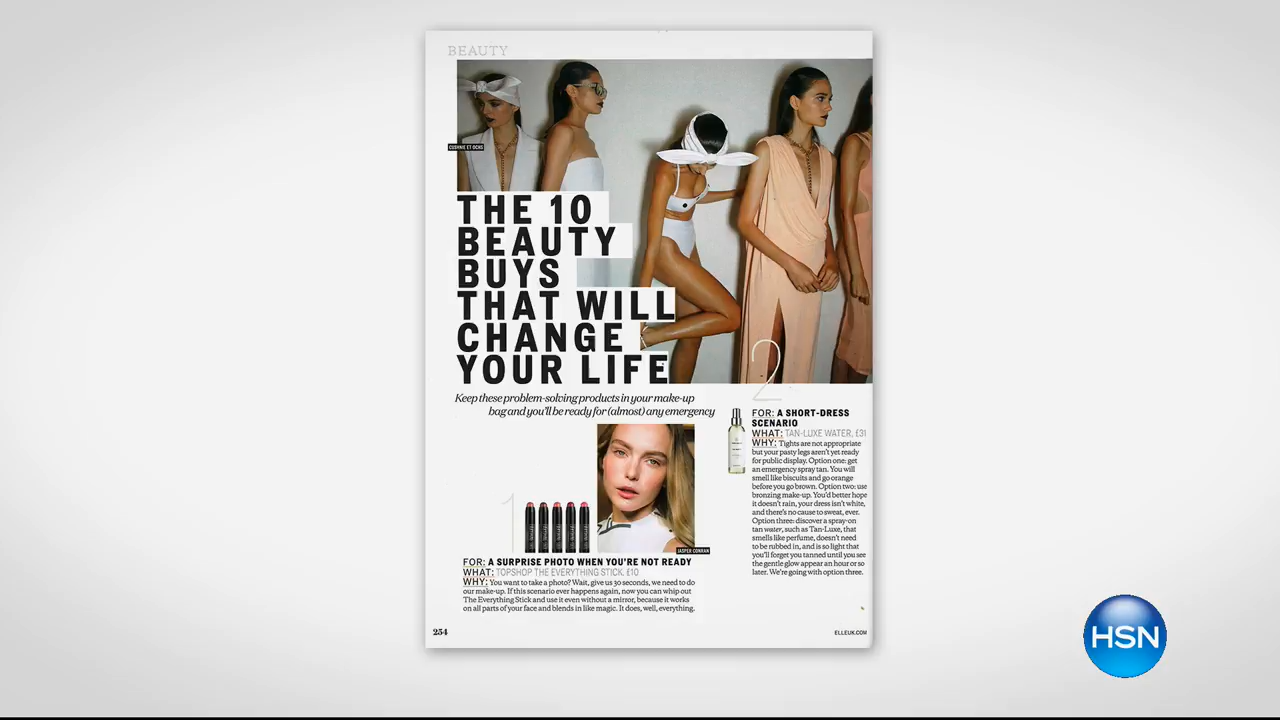 BEAUTY
CUSHNIE ET OCHS
THE 10
BEAUTY
BUYS
THAT WILL
CHANGE
YOUR LIFE
Keep these problem-solving products in your make-up
bag and you'll be ready for (almost) any emergency
1
JASPER CONRAN
FOR: A SURPRISE PHOTO WHEN YOU'RE NOT READY
WHAT: TOPSHOP THE EVERYTHING STICK, £10
WHY: You want to take a photo? Wait, give us 30 seconds, we need to do
our make-up. If this scenario ever happens again, now you can whip out
The Everything Stick and use it even without a mirror, because it works
on all parts of your face and blends in like magic. It does, well, everything.
2
FOR: A SHORT-DRESS
SCENARIO
WHAT: TAN-LUXE WATER, £31
WHY: Tights are not appropriate
but your pasty legs aren't yet ready
for public display. Option one: get
an emergency spray tan. You will
smell like biscuits and go orange
before you go brown. Option two: use
bronzing make-up. You'd better hope
it doesn't rain, your dress isn't white,
and there's no cause to sweat, ever.
Option three: discover a spray-on
tan water, such as Tan-Luxe, that
smells like perfume, doesn't need
to be rubbed in, and is so light that
you'll forget you tanned until you see
the gentle glow appear an hour or so
later. We're going with option three.
254
ELLEUK.COM
HSN